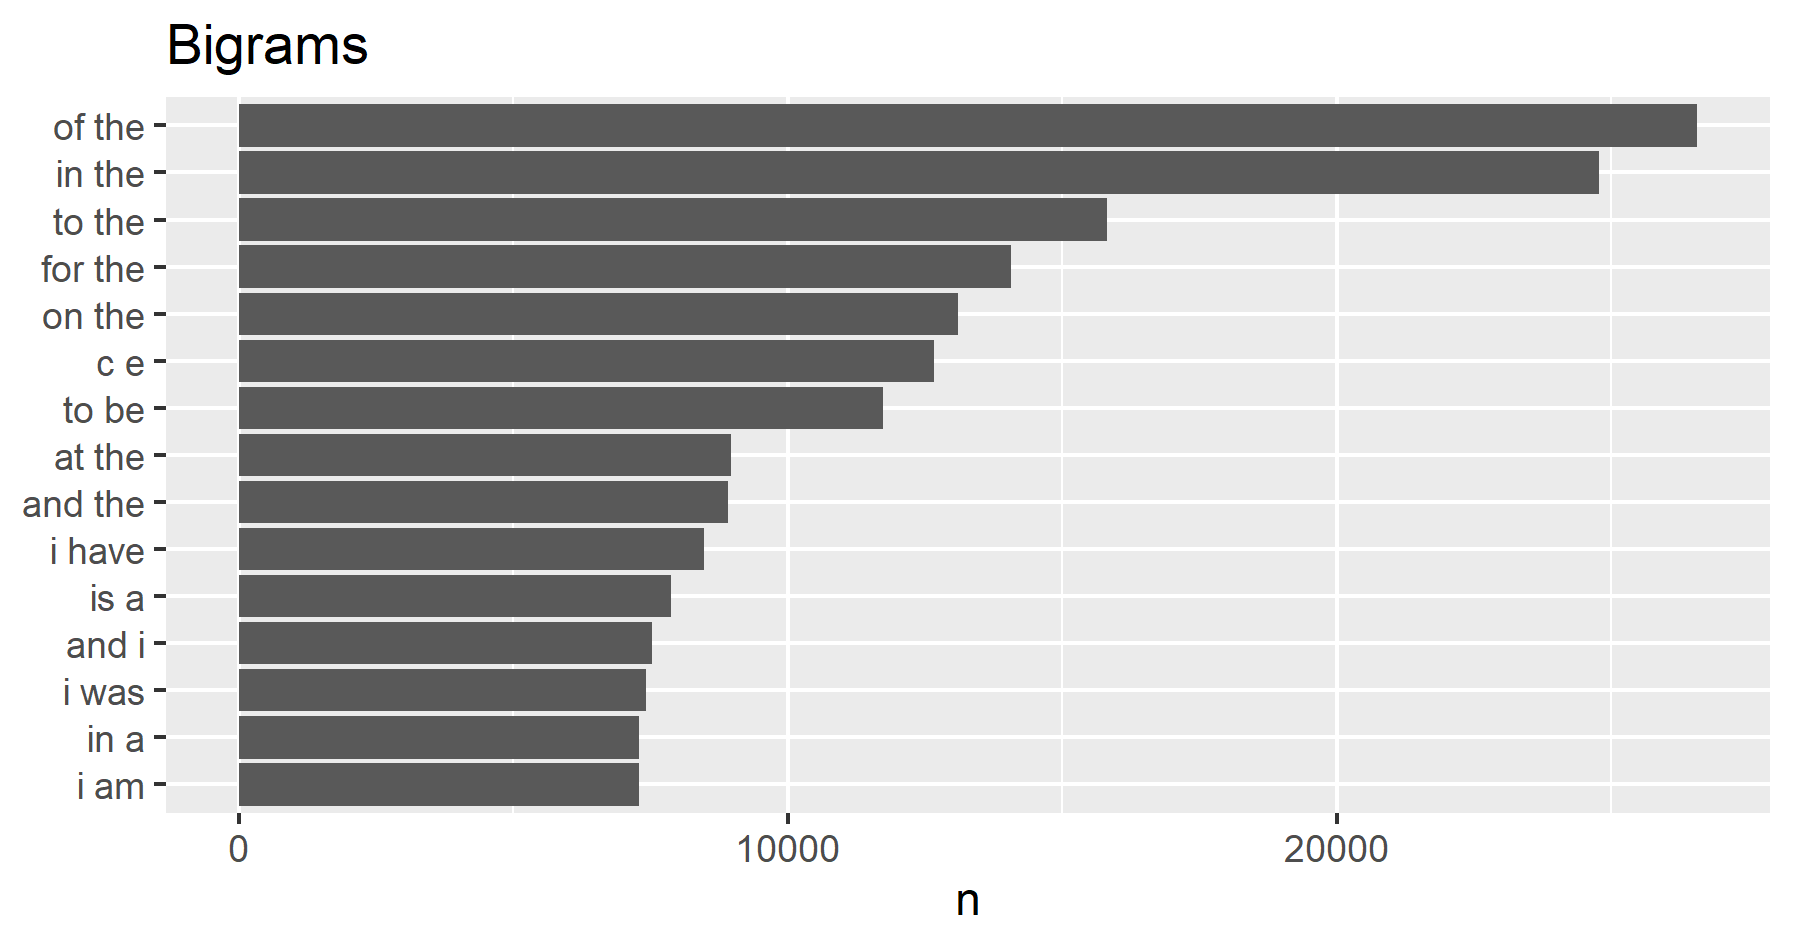 Bigrams
of the
in the
to the
for the
on the
c e
to be
at the
and the
i have
is a
and i
i was
in a
i am
0 10000 20000
n